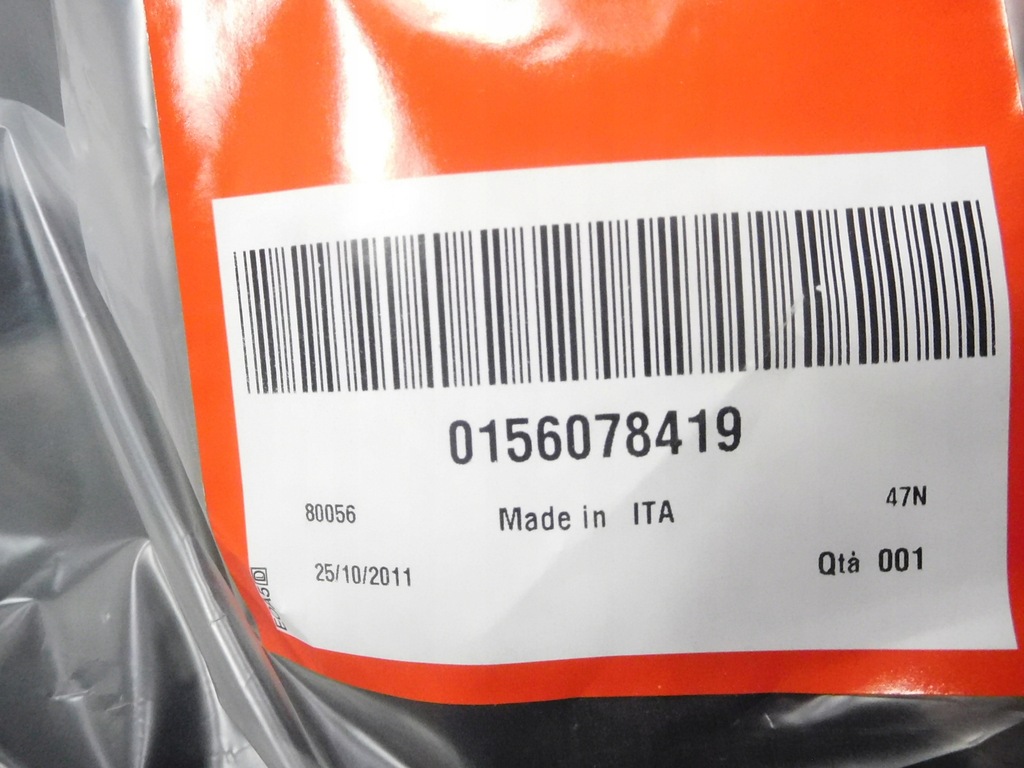 0156078419
80056 Made in ITA 47N
25/10/2011 Qtà 001